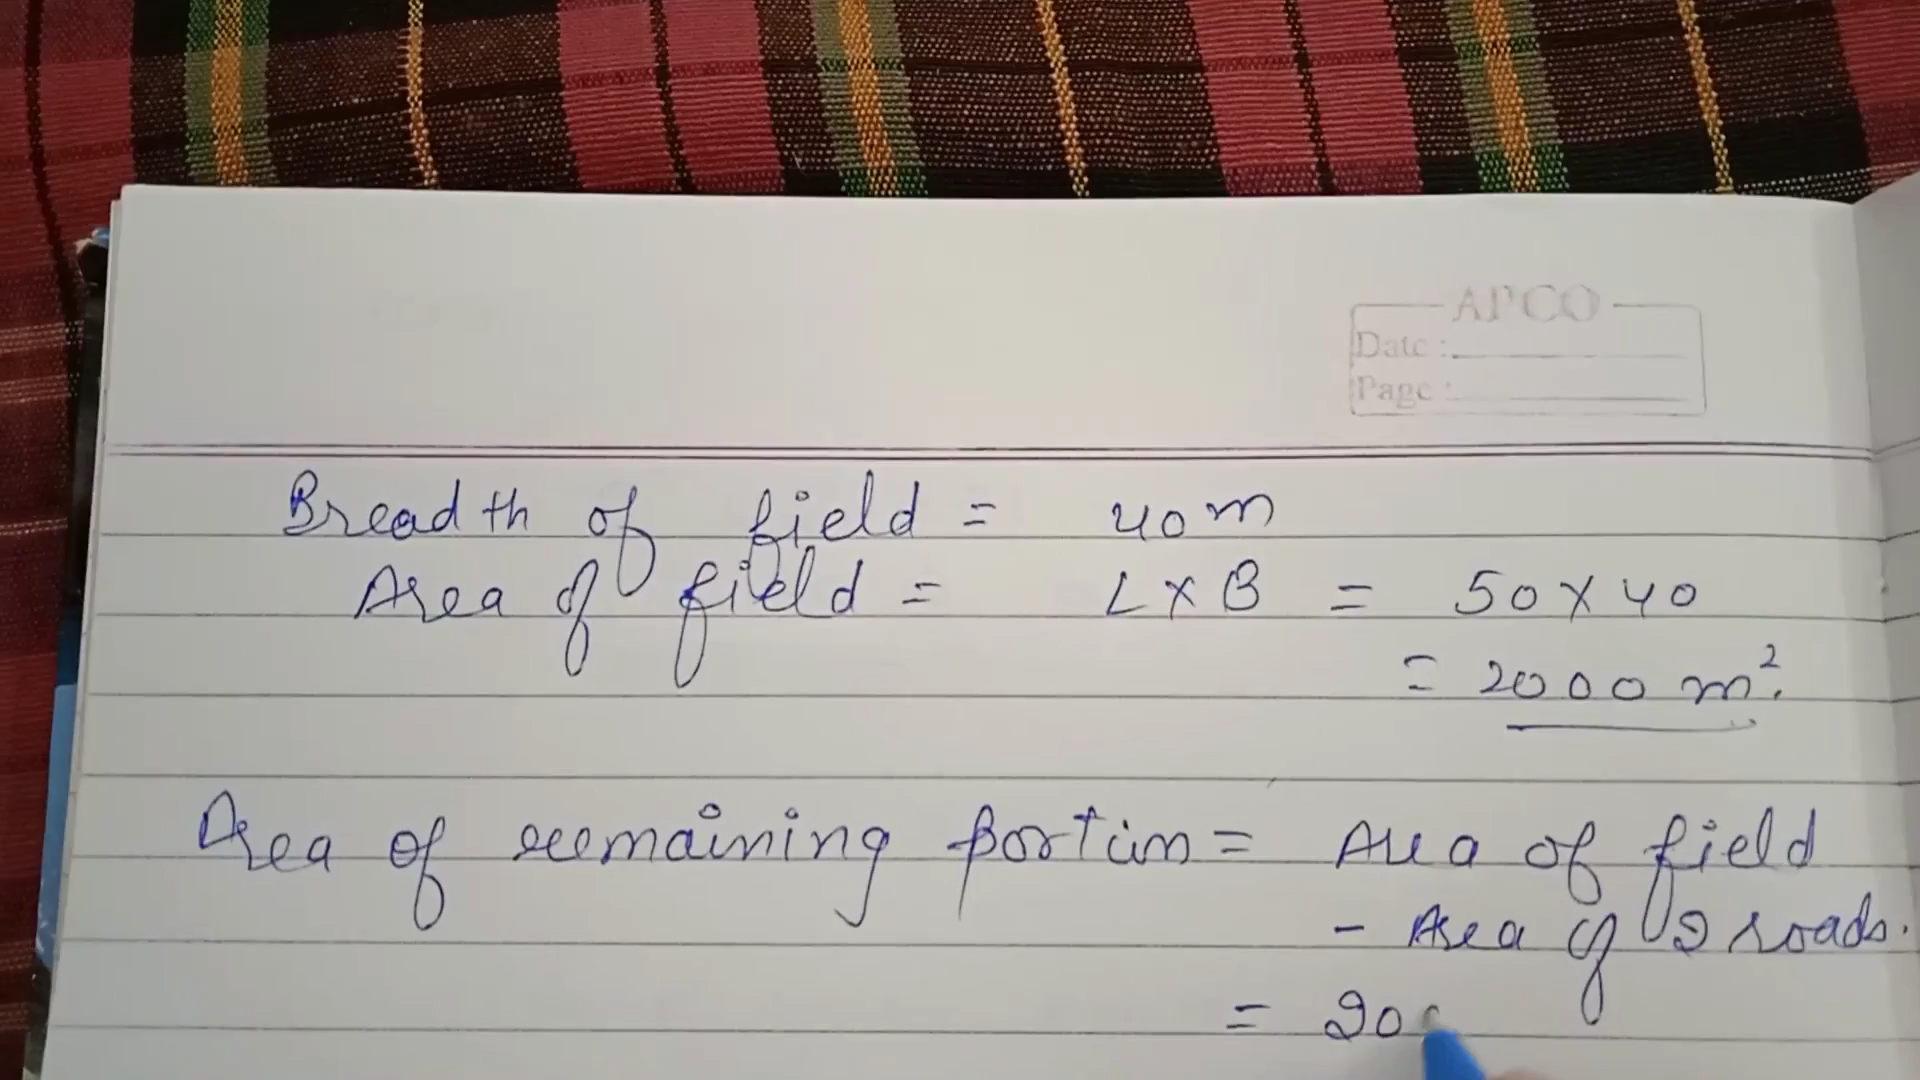 APCO
Date :
Page :
Breadth of field = 40m
Area of field = L X B = 50 X 40
= 2000 m².
Area of remaining portion = Area of field
- Area of 2 roads.
= 200